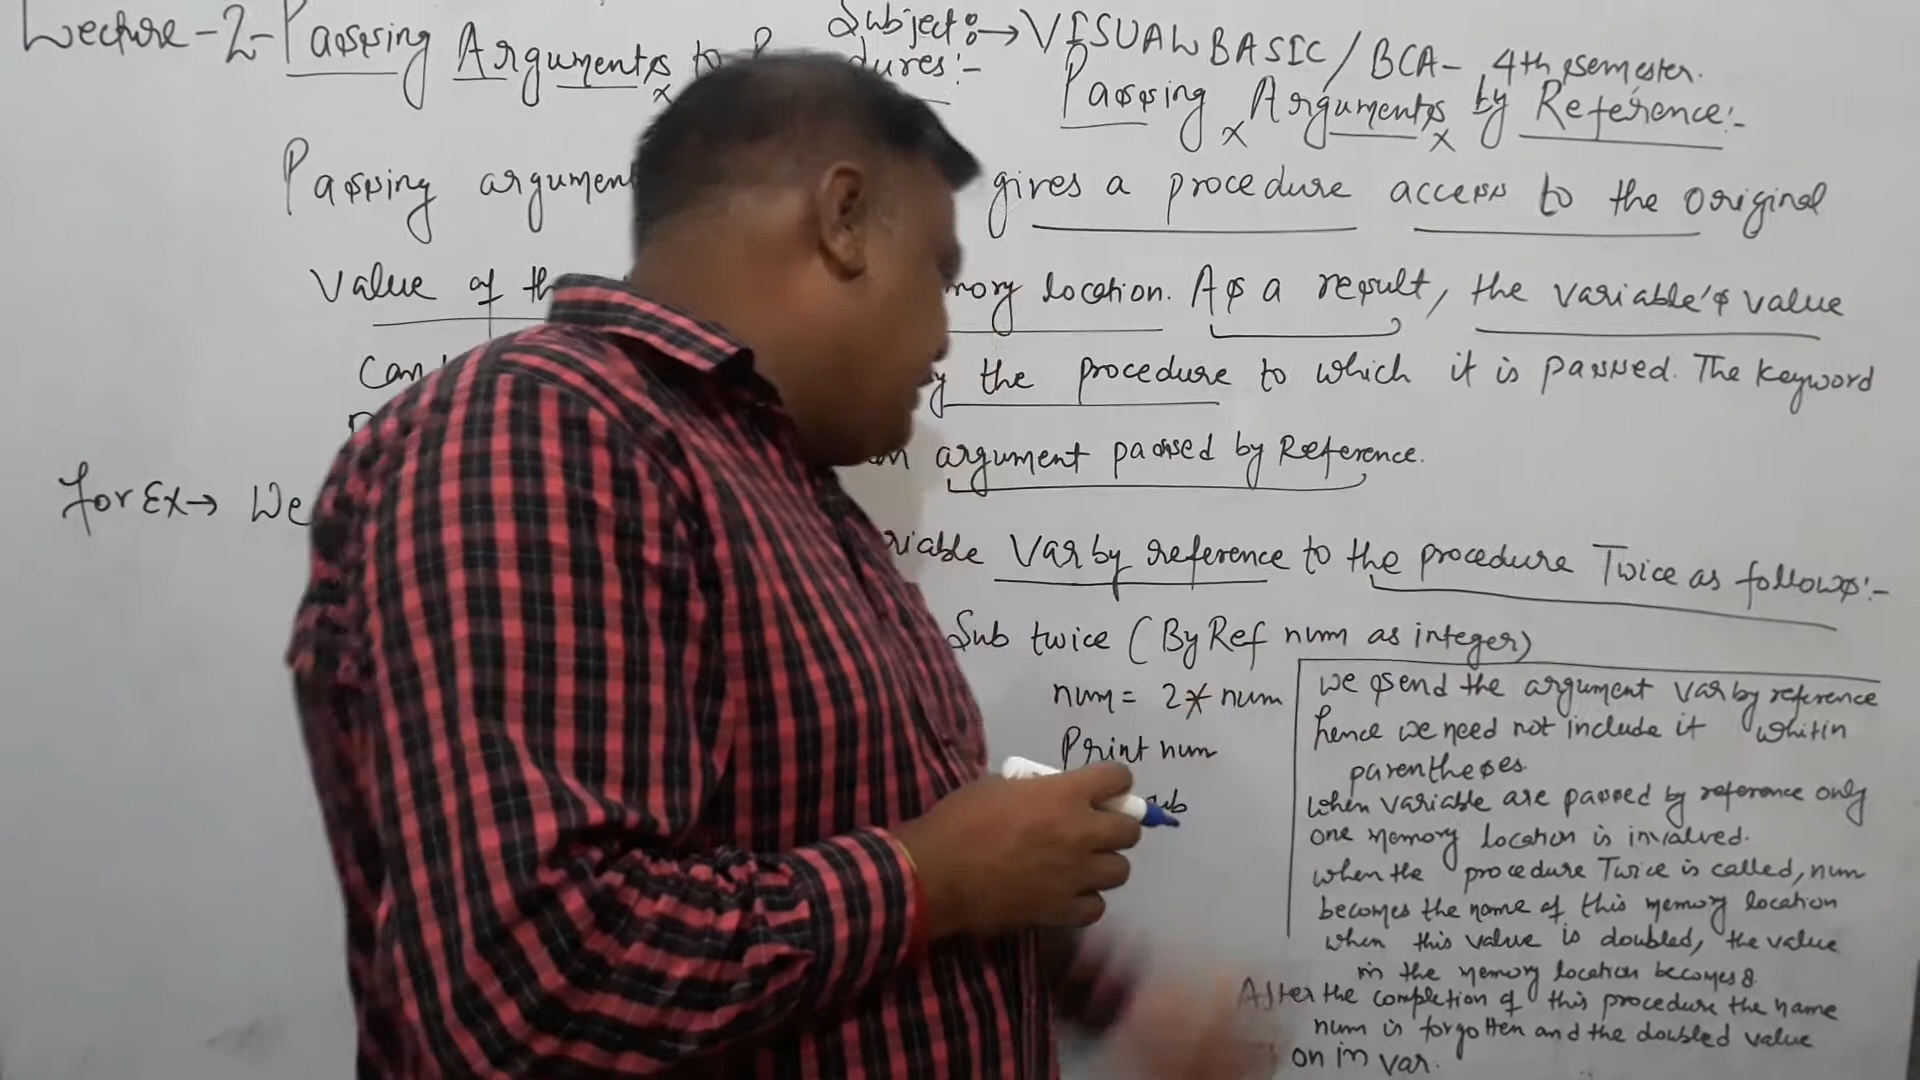 Lecture-2-Passing Arguments to dures:-
Subject:→ VISUAL BASIC / BCA- 4th semester.
Passing Arguments by Reference:-
Passing argument gives a procedure access to the original
value of th location. As a result, the variable's value
Can the procedure to which it is passed. The keyword
argument passed by Reference.
For Ex→ We Var by reference to the procedure Twice as follows:-
Sub twice (ByRef num as integer)
num = 2* num
Print num
sub
we send the argument var by reference
hence we need not include it whitin
parentheses.
when variable are passed by reference only
one memory location is invalved.
when the procedure Twice is called, num
becomes the name of this memory location
when this value is doubled, the value
in the memory location becomes 8.
After the completion of this procedure the name
num is forgotten and the doubled value
on in var.